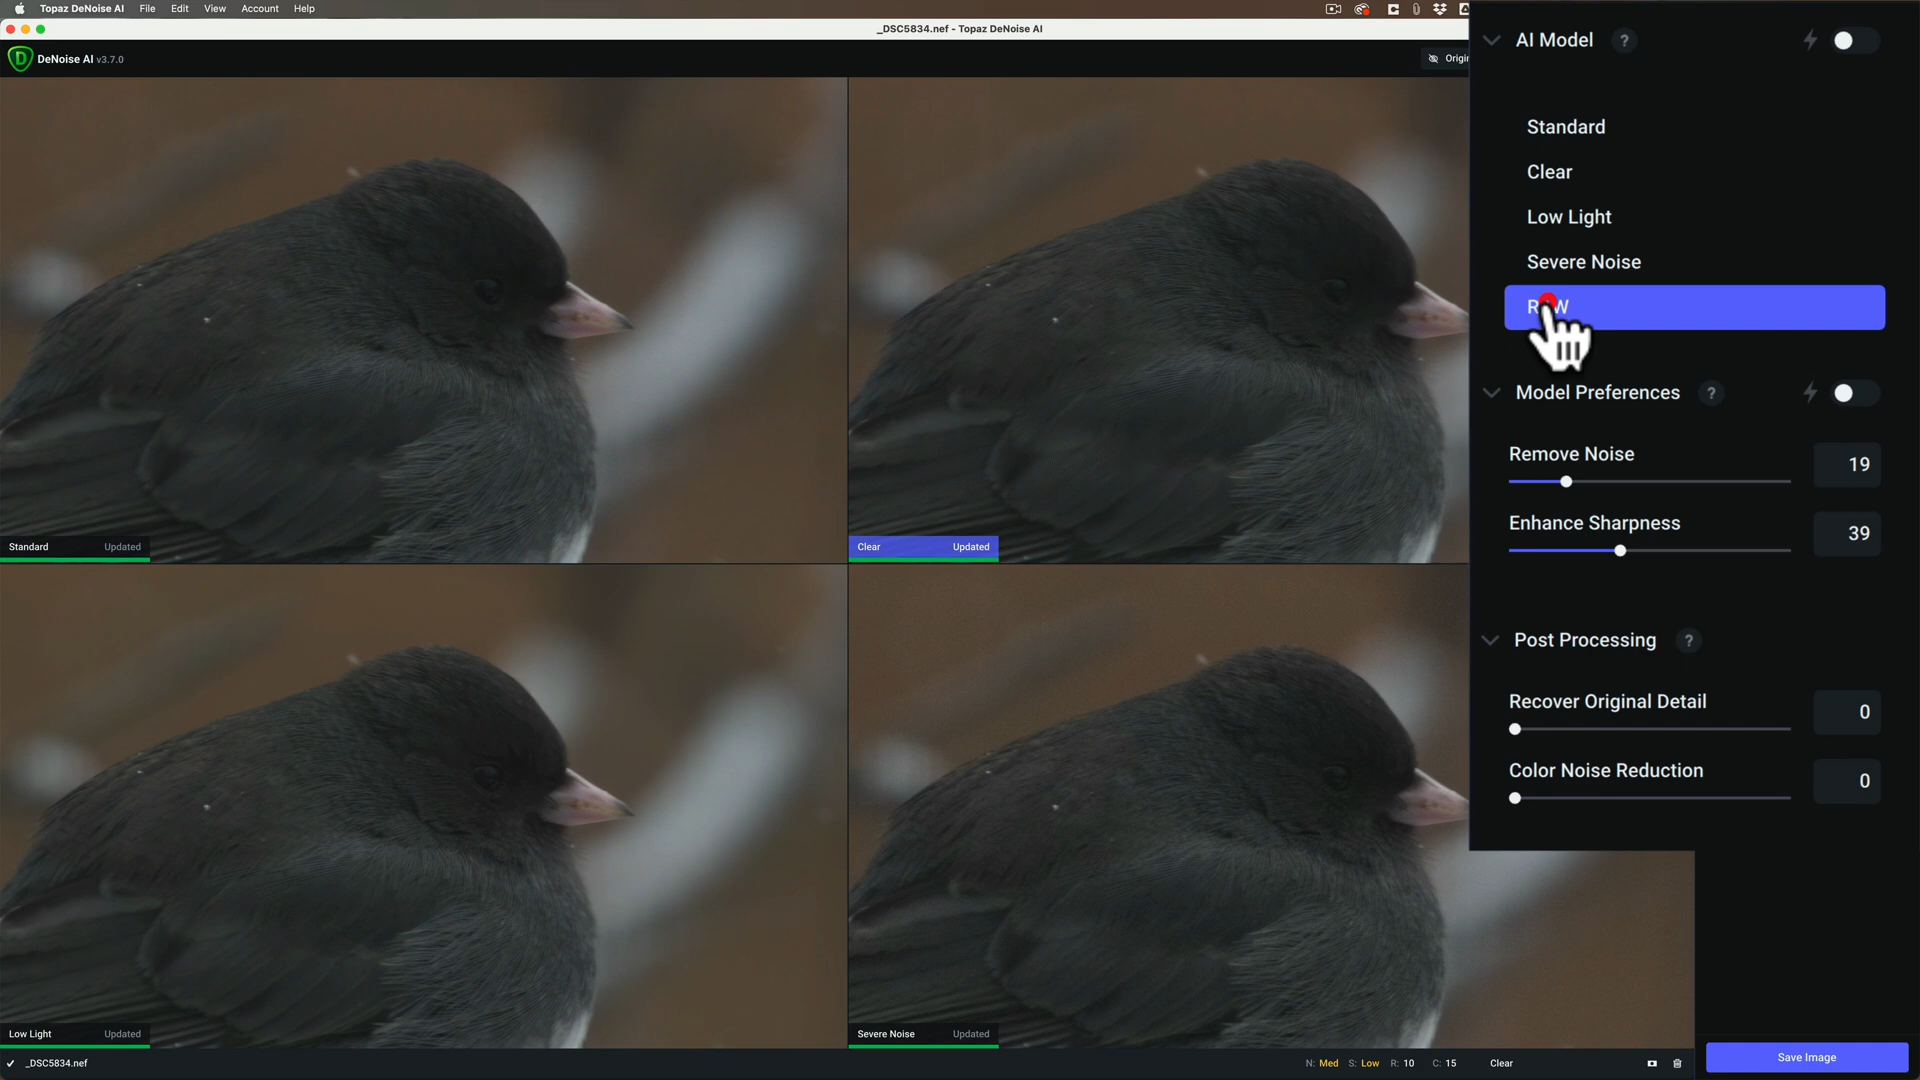 Topaz DeNoise AI File Edit View Account Help
_DSC5834.nef - Topaz DeNoise AI
DeNoise AI v3.7.0
AI Model ?
Standard
Clear
Low Light
Severe Noise
Model Preferences ?
Remove Noise 19
Enhance Sharpness 39
Post Processing ?
Recover Original Detail 0
Color Noise Reduction 0
Standard Updated
Clear Updated
Low Light Updated
Severe Noise Updated
_DSC5834.nef
N: Med S: Low R: 10 C: 15 Clear
Save Image